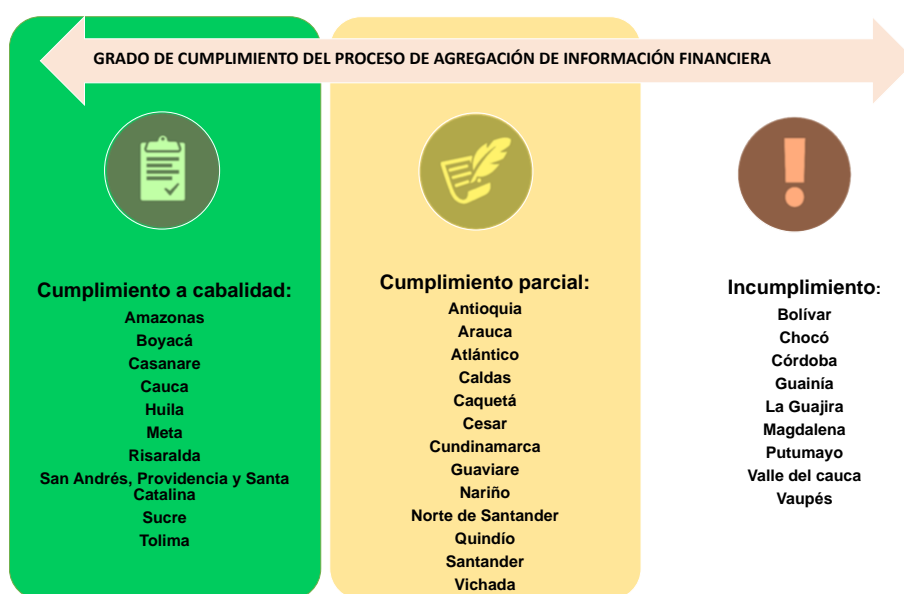 GRADO DE CUMPLIMIENTO DEL PROCESO DE AGREGACIÓN DE INFORMACIÓN FINANCIERA
Cumplimiento a cabalidad:
Amazonas
Boyacá
Casanare
Cauca
Huila
Meta
Risaralda
San Andrés, Providencia y Santa
Catalina
Sucre
Tolima
Cumplimiento parcial:
Antioquia
Arauca
Atlántico
Caldas
Caquetá
Cesar
Cundinamarca
Guaviare
Nariño
Norte de Santander
Quindío
Santander
Vichada
Incumplimiento:
Bolívar
Chocó
Córdoba
Guainía
La Guajira
Magdalena
Putumayo
Valle del cauca
Vaupés